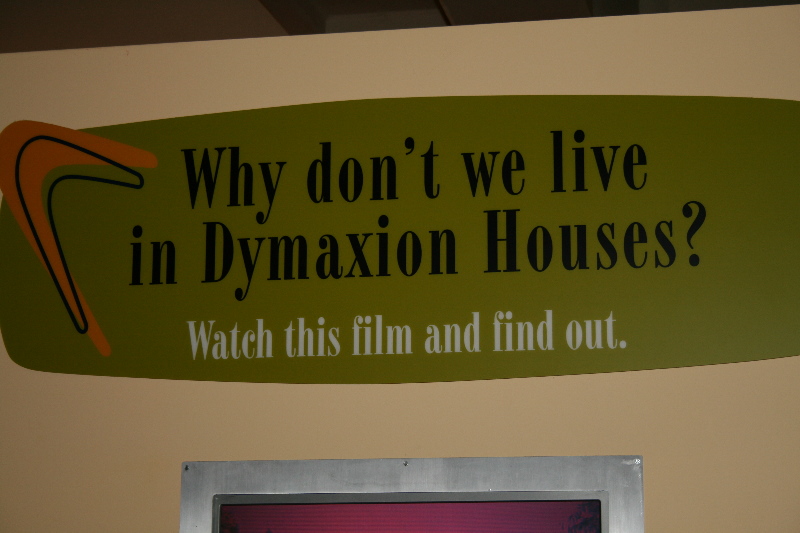 Why don't we live
in Dymaxion Houses?
Watch this film and find out.